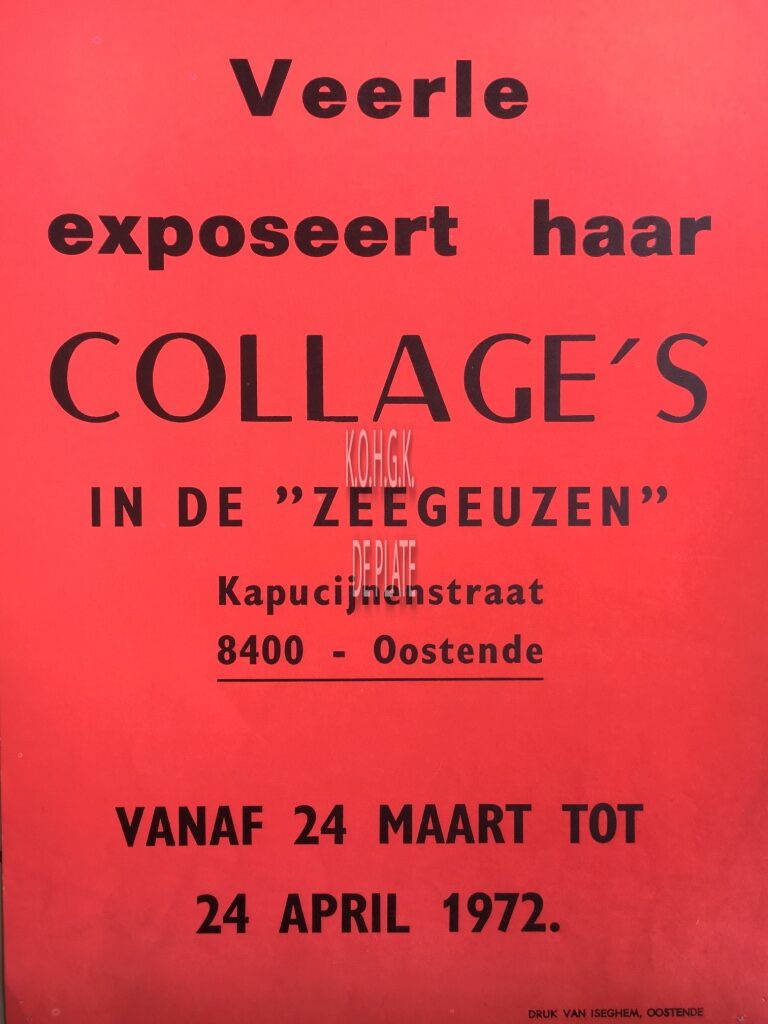 Veerle
exposeert haar
COLLAGE´S
K.O.H.G.K.
IN DE ”ZEEGEUZEN”
DE PLATE
Kapucijnenstraat
8400 - Oostende
VANAF 24 MAART TOT
24 APRIL 1972.
DRUK VAN ISEGHEM, OOSTENDE